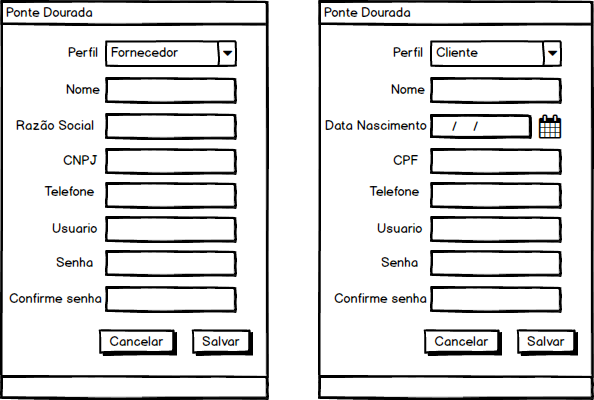 Ponte Dourada
Perfil Fornecedor
Nome
Razão Social
CNPJ
Telefone
Usuario
Senha
Confirme senha
Cancelar Salvar
Ponte Dourada
Perfil Cliente
Nome
Data Nascimento / /
CPF
Telefone
Usuario
Senha
Confirme senha
Cancelar Salvar